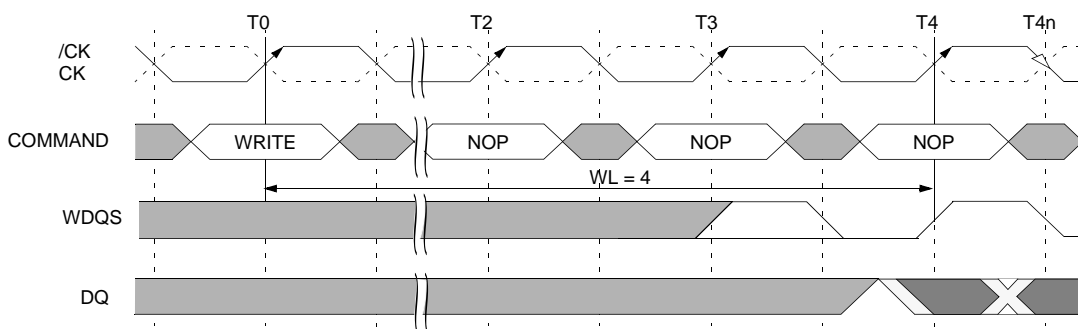 T0 T2 T3 T4 T4n
/CK
CK
COMMAND WRITE NOP NOP NOP
WL = 4
WDQS
DQ